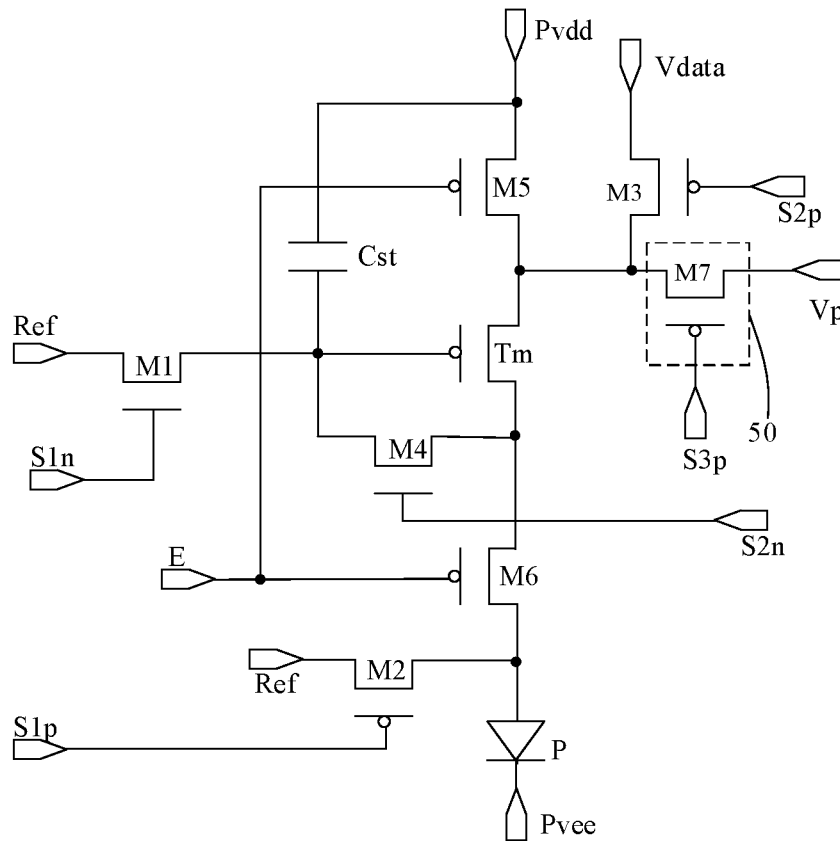 Pvdd
Vdata
M5
M3
S2p
Cst
M7
Vp
Ref
M1
Tm
S1n
M4
S3p
50
S2n
E
M6
Ref
M2
S1p
P
Pvee